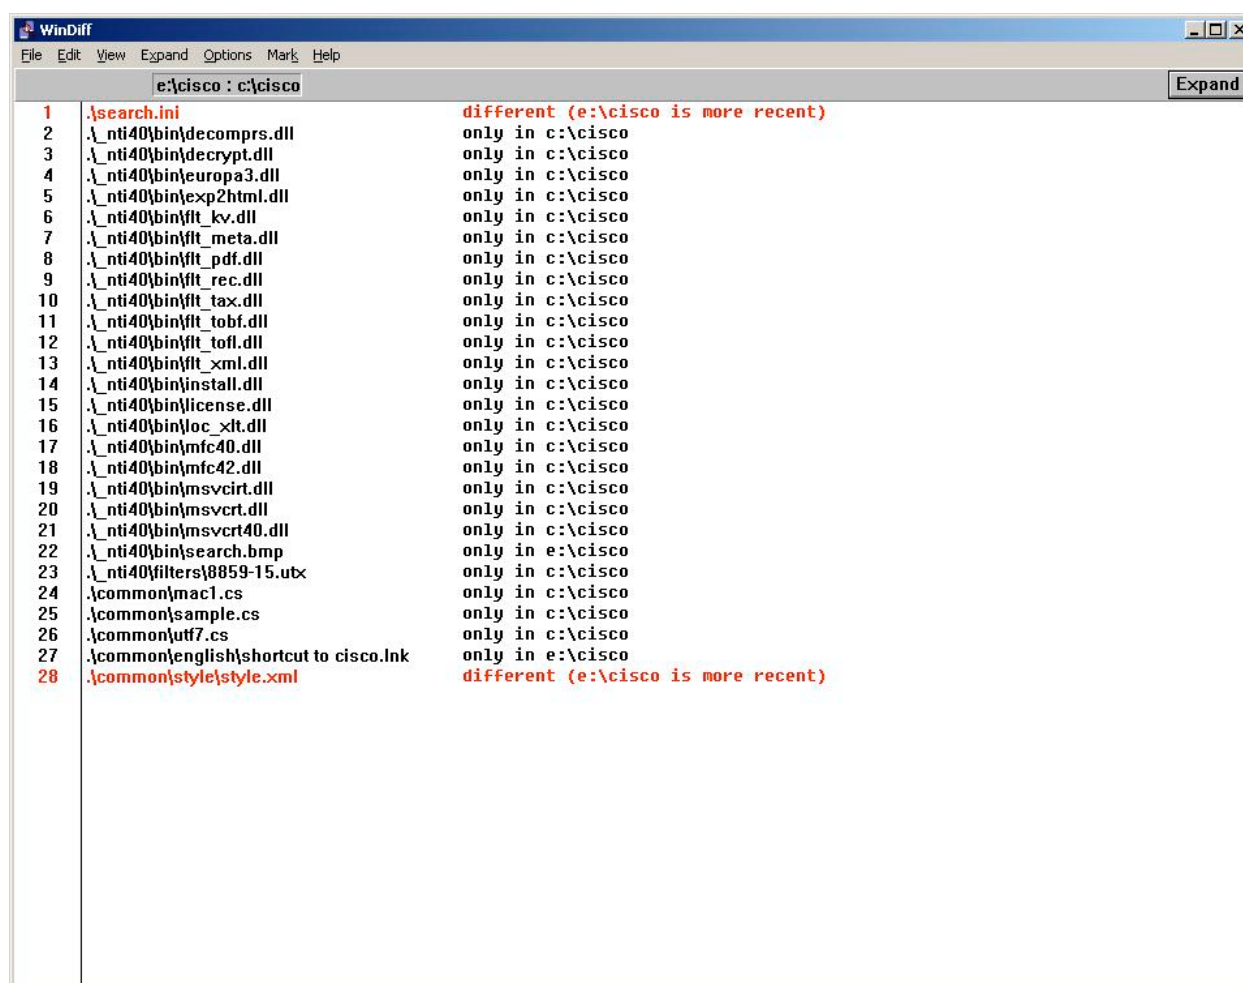 WinDiff
File Edit View Expand Options Mark Help
e:\cisco : c:\cisco Expand
1 .\search.ini different (e:\cisco is more recent)
2 .\_nti40\bin\decomprs.dll only in c:\cisco
3 .\_nti40\bin\decrypt.dll only in c:\cisco
4 .\_nti40\bin\europa3.dll only in c:\cisco
5 .\_nti40\bin\exp2html.dll only in c:\cisco
6 .\_nti40\bin\flt_kv.dll only in c:\cisco
7 .\_nti40\bin\flt_meta.dll only in c:\cisco
8 .\_nti40\bin\flt_pdf.dll only in c:\cisco
9 .\_nti40\bin\flt_rec.dll only in c:\cisco
10 .\_nti40\bin\flt_tax.dll only in c:\cisco
11 .\_nti40\bin\flt_tobf.dll only in c:\cisco
12 .\_nti40\bin\flt_tofl.dll only in c:\cisco
13 .\_nti40\bin\flt_xml.dll only in c:\cisco
14 .\_nti40\bin\install.dll only in c:\cisco
15 .\_nti40\bin\license.dll only in c:\cisco
16 .\_nti40\bin\loc_xlt.dll only in c:\cisco
17 .\_nti40\bin\mfc40.dll only in c:\cisco
18 .\_nti40\bin\mfc42.dll only in c:\cisco
19 .\_nti40\bin\msvcirt.dll only in c:\cisco
20 .\_nti40\bin\msvcrt.dll only in c:\cisco
21 .\_nti40\bin\msvcrt40.dll only in c:\cisco
22 .\_nti40\bin\search.bmp only in e:\cisco
23 .\_nti40\filters\8859-15.utx only in c:\cisco
24 .\common\mac1.cs only in c:\cisco
25 .\common\sample.cs only in c:\cisco
26 .\common\utf7.cs only in c:\cisco
27 .\common\english\shortcut to cisco.lnk only in e:\cisco
28 .\common\style\style.xml different (e:\cisco is more recent)